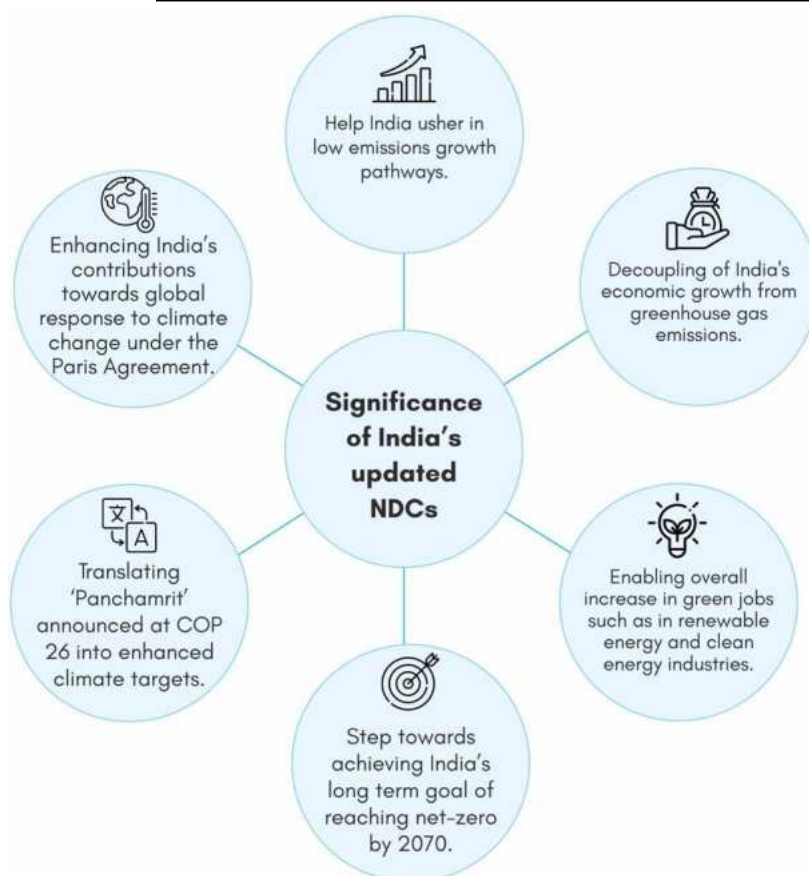 Help India usher in
low emissions growth
pathways.
Enhancing India's
contributions
towards global
response to climate
change under the
Paris Agreement.
Decoupling of India's
economic growth from
greenhouse gas
emissions.
Significance
of India's
updated
NDCs
文
A
Translating
'Panchamrit'
announced at COP
26 into enhanced
climate targets.
Enabling overall
increase in green jobs
such as in renewable
energy and clean
energy industries.
Step towards
achieving India's
long term goal of
reaching net-zero
by 2070.